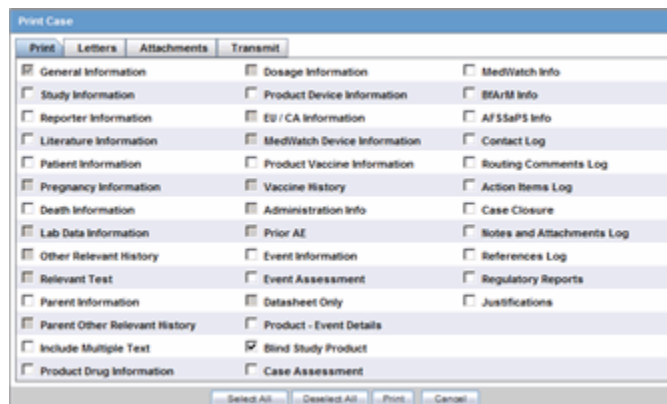 Print Case
Print Letters Attachments Transmit
General Information Dosage Information MedWatch Info
Study Information Product Device Information BfArM Info
Reporter Information EU / CA Information AFSSaPS Info
Literature Information MedWatch Device Information Contact Log
Patient Information Product Vaccine Information Routing Comments Log
Pregnancy Information Vaccine History Action Items Log
Death Information Administration Info Case Closure
Lab Data Information Prior AE Notes and Attachments Log
Other Relevant History Event Information References Log
Relevant Test Event Assessment Regulatory Reports
Parent Information Datasheet Only Justifications
Parent Other Relevant History Product - Event Details
Include Multiple Text Blind Study Product
Product Drug Information Case Assessment
Select All Deselect All Print Cancel